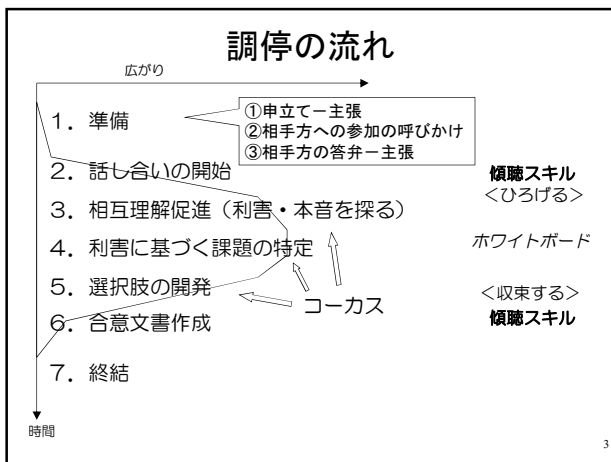 調停の流れ
広がり
1．準備
①申立てー主張
②相手方への参加の呼びかけ
③相手方の答弁ー主張
2．話し合いの開始
傾聴スキル
＜ひろげる＞
3．相互理解促進（利害・本音を探る）
4．利害に基づく課題の特定
ホワイトボード
5．選択肢の開発
コーカス
＜収束する＞
6．合意文書作成
傾聴スキル
7．終結
時間
3